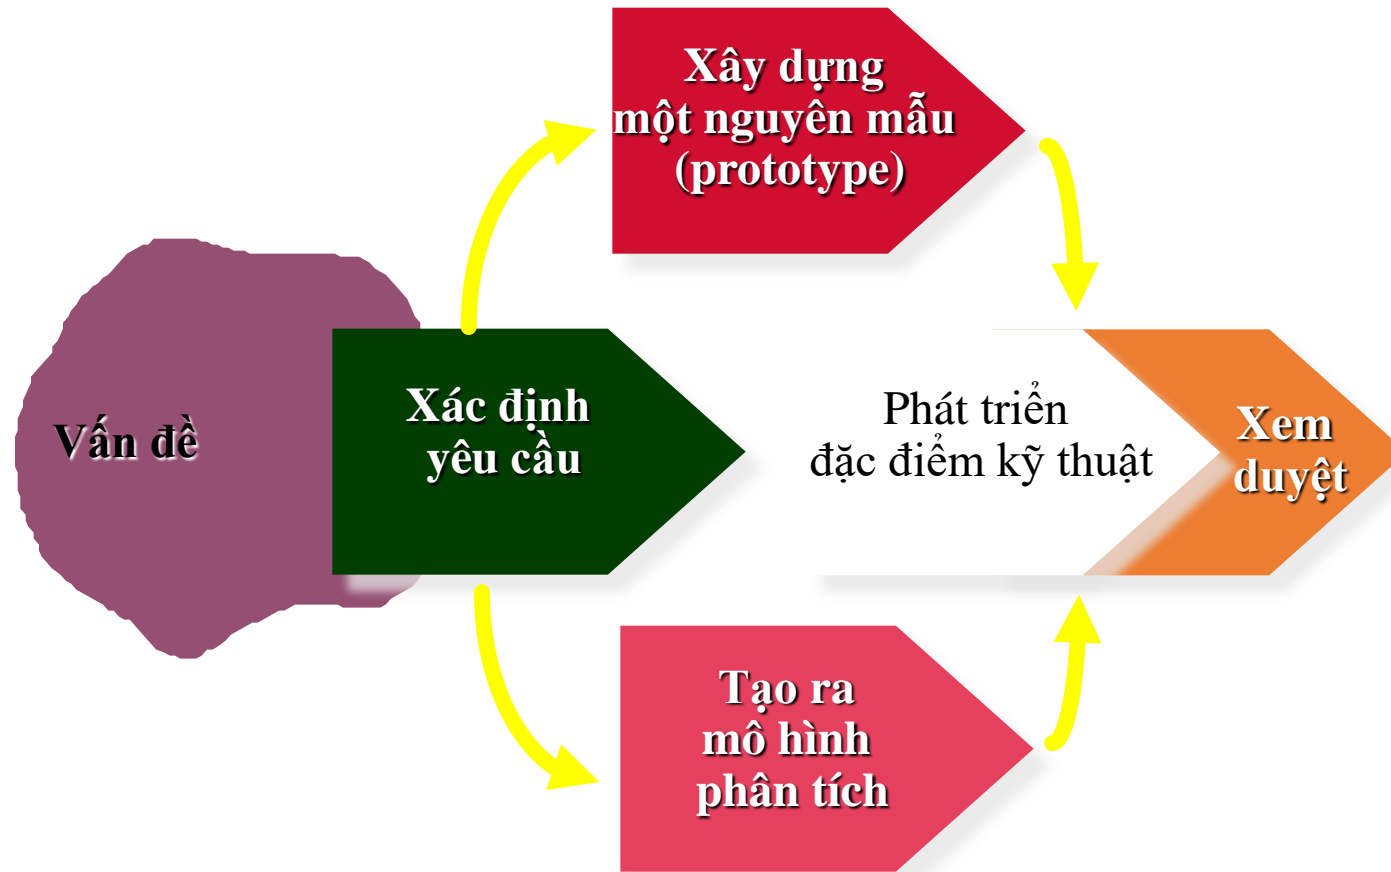 Xây dựng
một nguyên mẫu
(prototype)
Vấn đề
Xác định
yêu cầu
Phát triển
đặc điểm kỹ thuật
Xem
duyệt
Tạo ra
mô hình
phân tích